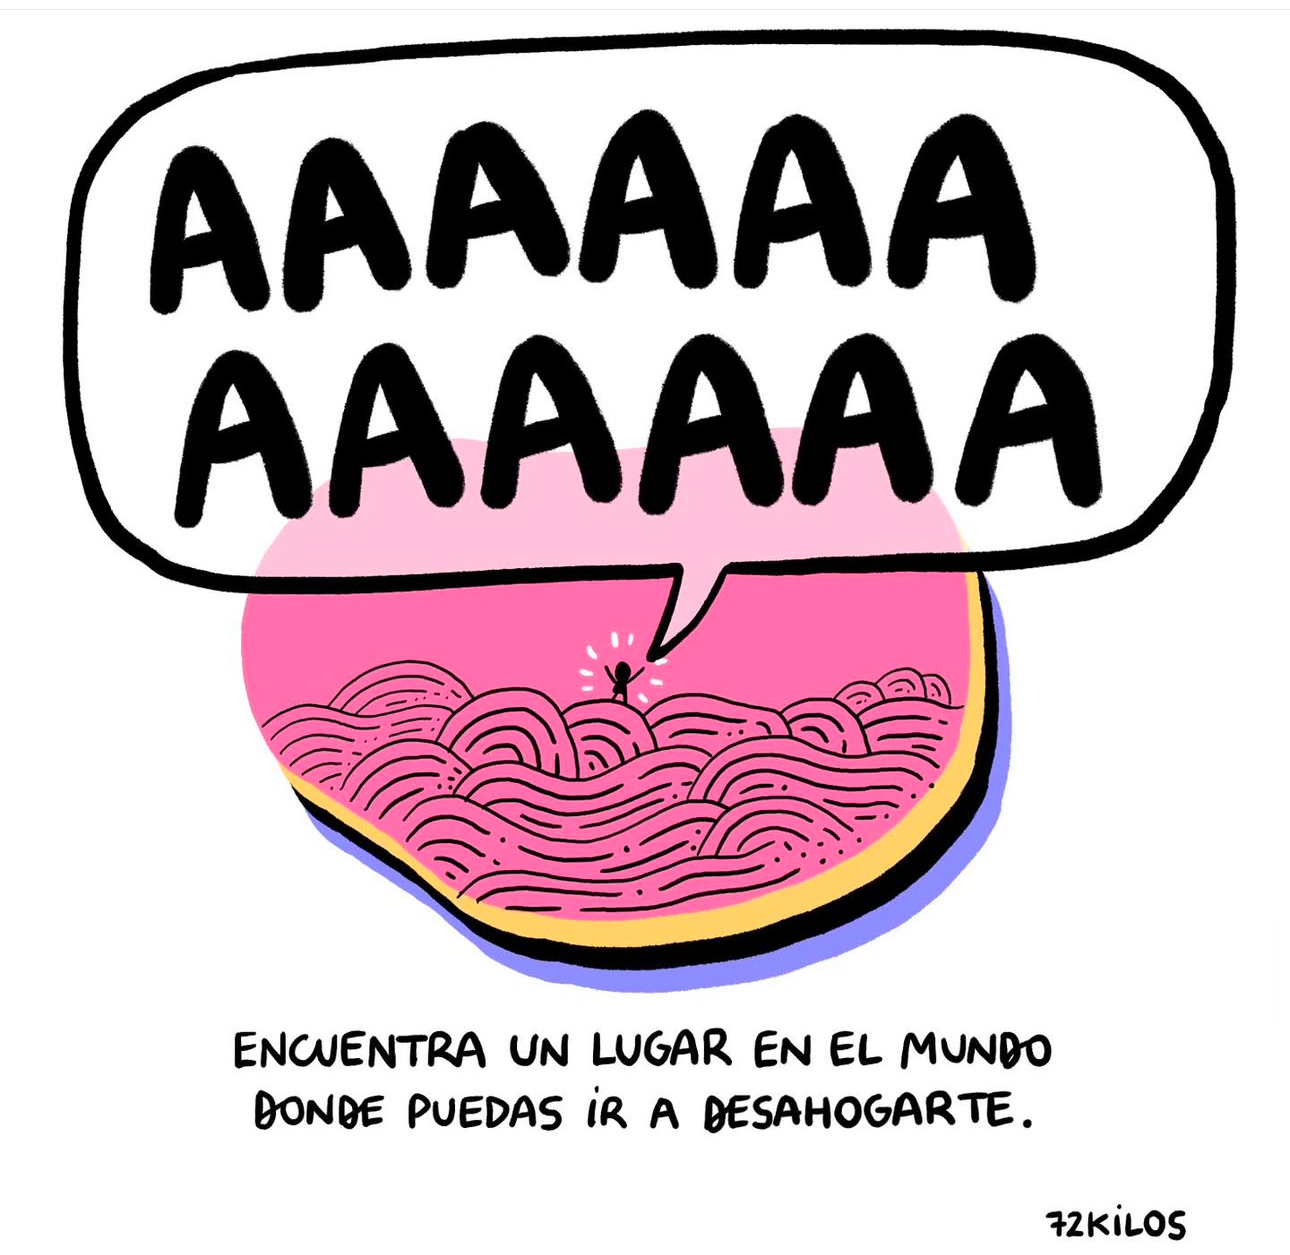 AAAAAA
AAAAAA
ENCUENTRA UN LUGAR EN EL MUNDO
DONDE PUEDAS iR A DESAHOGARTE.
72KiLOS